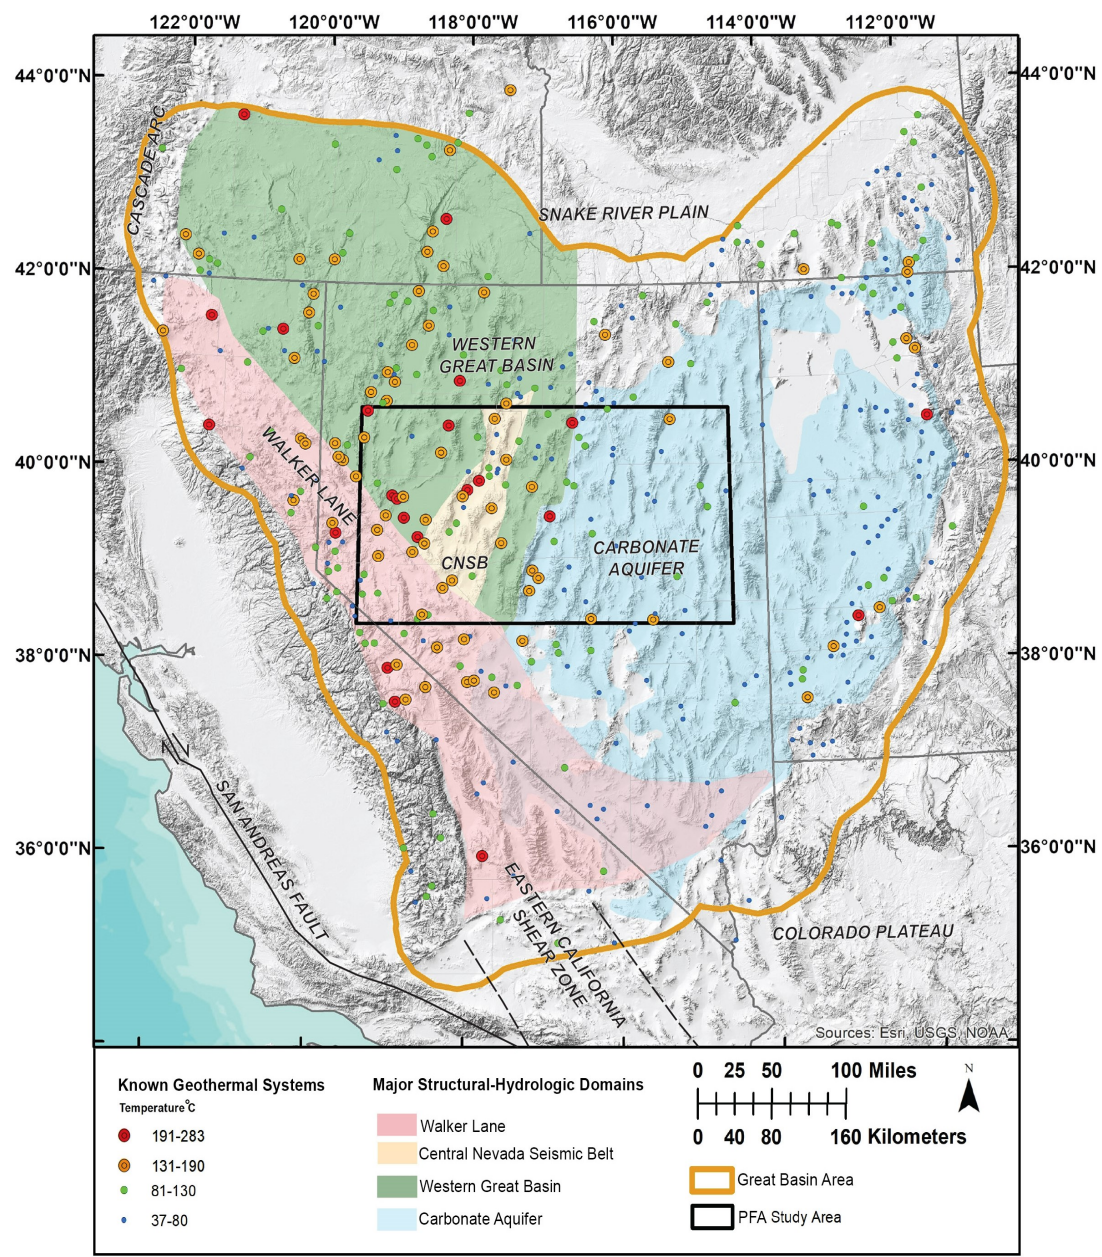 122°0'0"W 120°0'0"W 118°0'0"W 116°0'0"W 114°0'0"W 112°0'0"W
44°0'0"N 44°0'0"N
CASCADE ARC
SNAKE RIVER PLAIN
42°0'0"N 42°0'0"N
WESTERN
GREAT BASIN
WALKER LANE
40°0'0"N 40°0'0"N
CARBONATE
AQUIFER
CNSB
38°0'0"N 38°0'0"N
SAN ANDREAS FAULT
36°0'0"N 36°0'0"N
EASTERN CALIFORNIA
SHEAR ZONE
COLORADO PLATEAU
Sources: Esri, USGS, NOAA
Known Geothermal Systems
Temperature°C
191-283
131-190
81-130
37-80
Major Structural-Hydrologic Domains
Walker Lane
Central Nevada Seismic Belt
Western Great Basin
Carbonate Aquifer
0 25 50 100 Miles
0 40 80 160 Kilometers
N
Great Basin Area
PFA Study Area